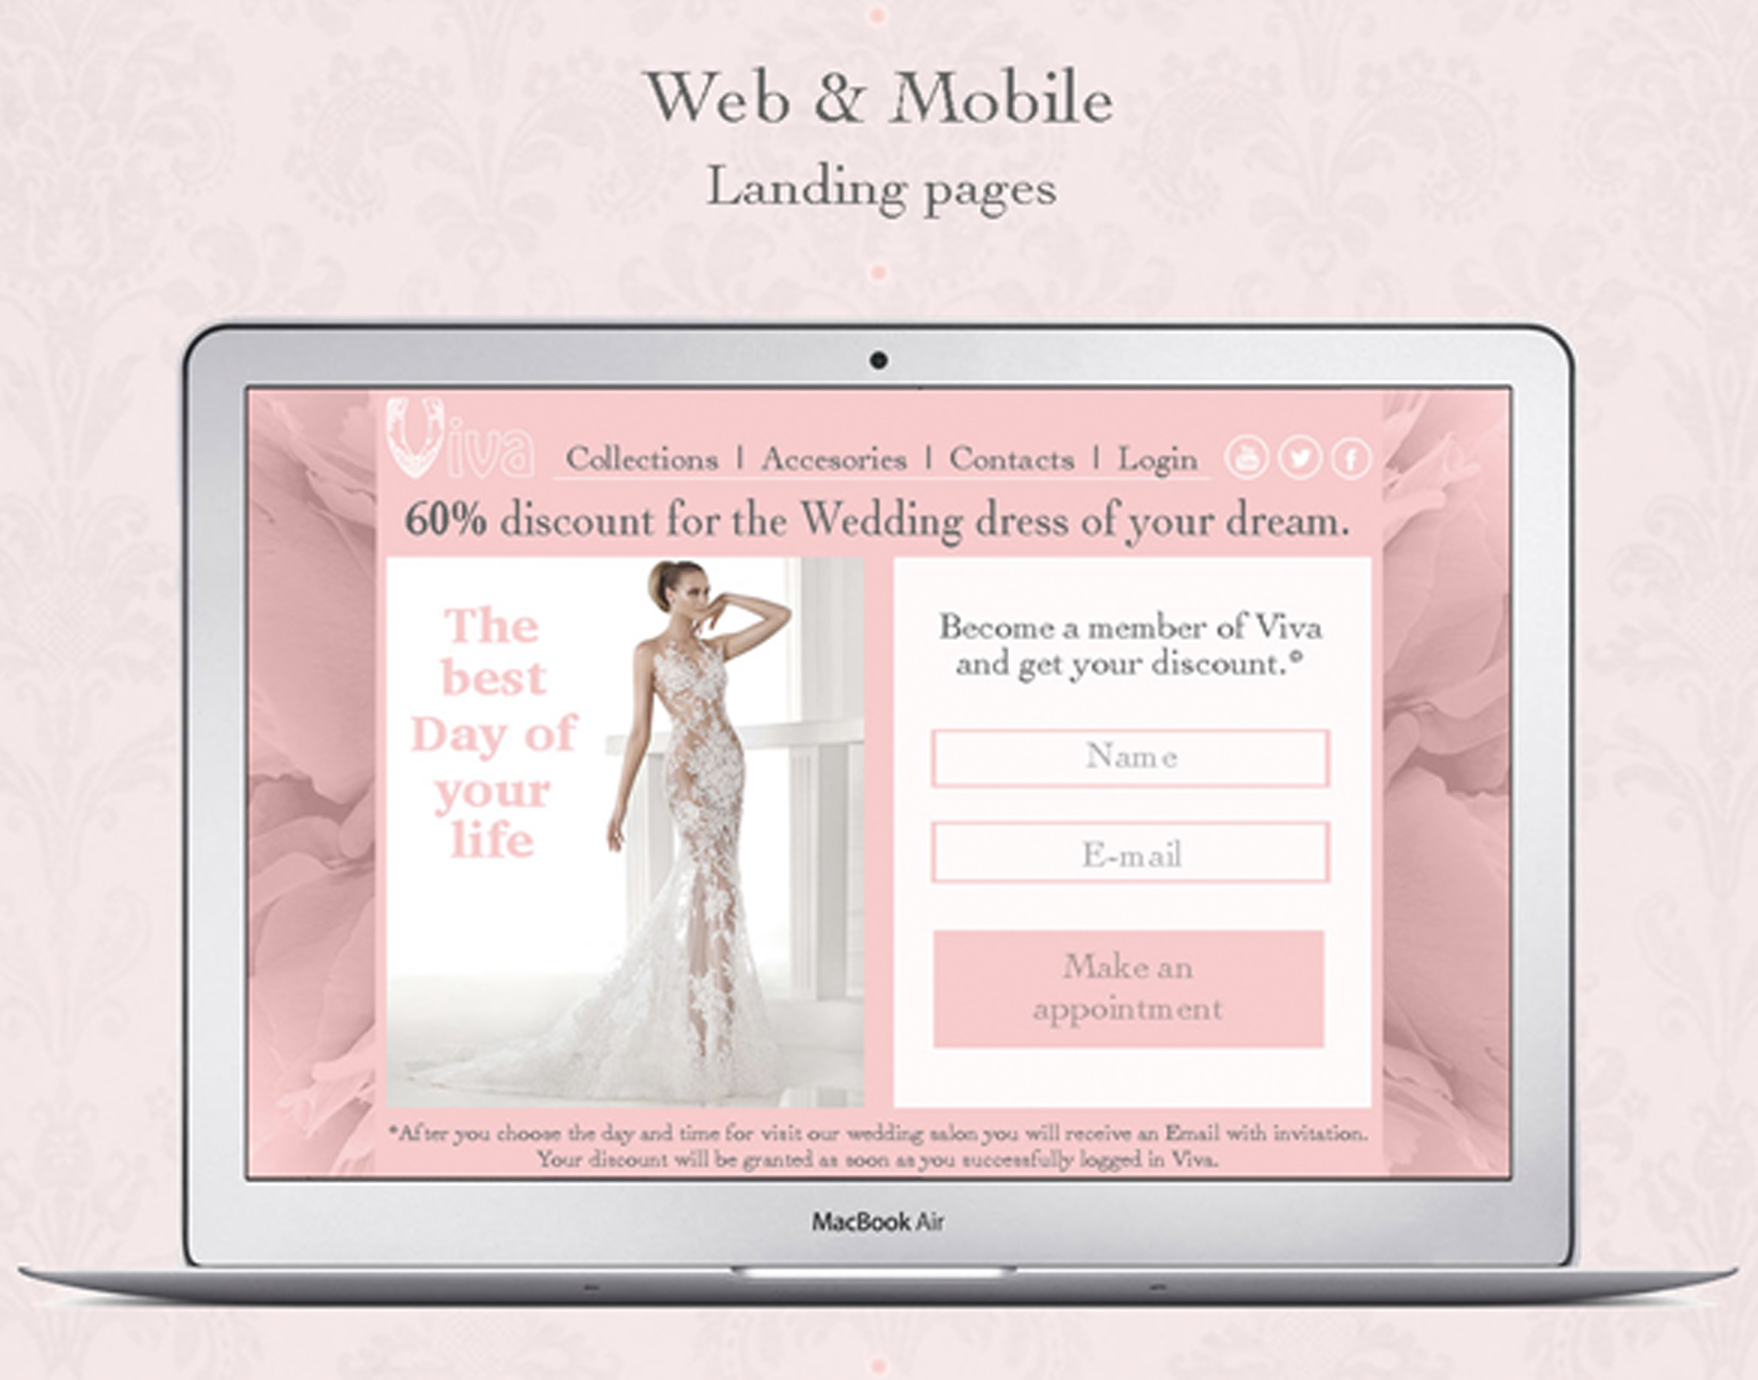 Web & Mobile
Landing pages
Viva
Collections | Accesories | Contacts | Login
You
f
60% discount for the Wedding dress of your dream.
The
best
Day of
your
life
Become a member of Viva
and get your discount.*
Name
E-mail
Make an
appointment
*After you choose the day and time for visit our wedding salon you will receive an Email with invitation.
Your discount will be granted as soon as you successfully logged in Viva.
MacBook Air